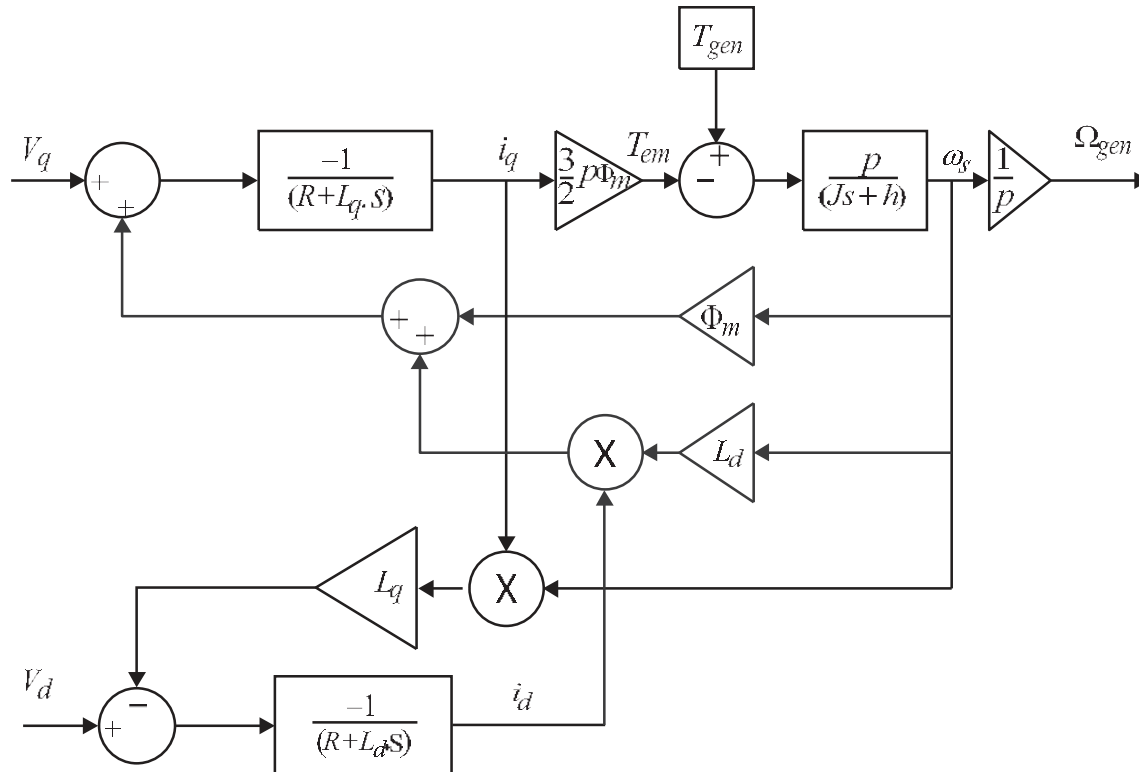 T_gen
V_q
+
+
−1
(R+L_q.S)
i_q
3/2 pΦ_m
T_em
+
−
p
(Js+h)
ω_s
1
p
Ω_gen
+
+
Φ_m
X
L_d
L_q
X
V_d
−
+
−1
(R+L_d.S)
i_d